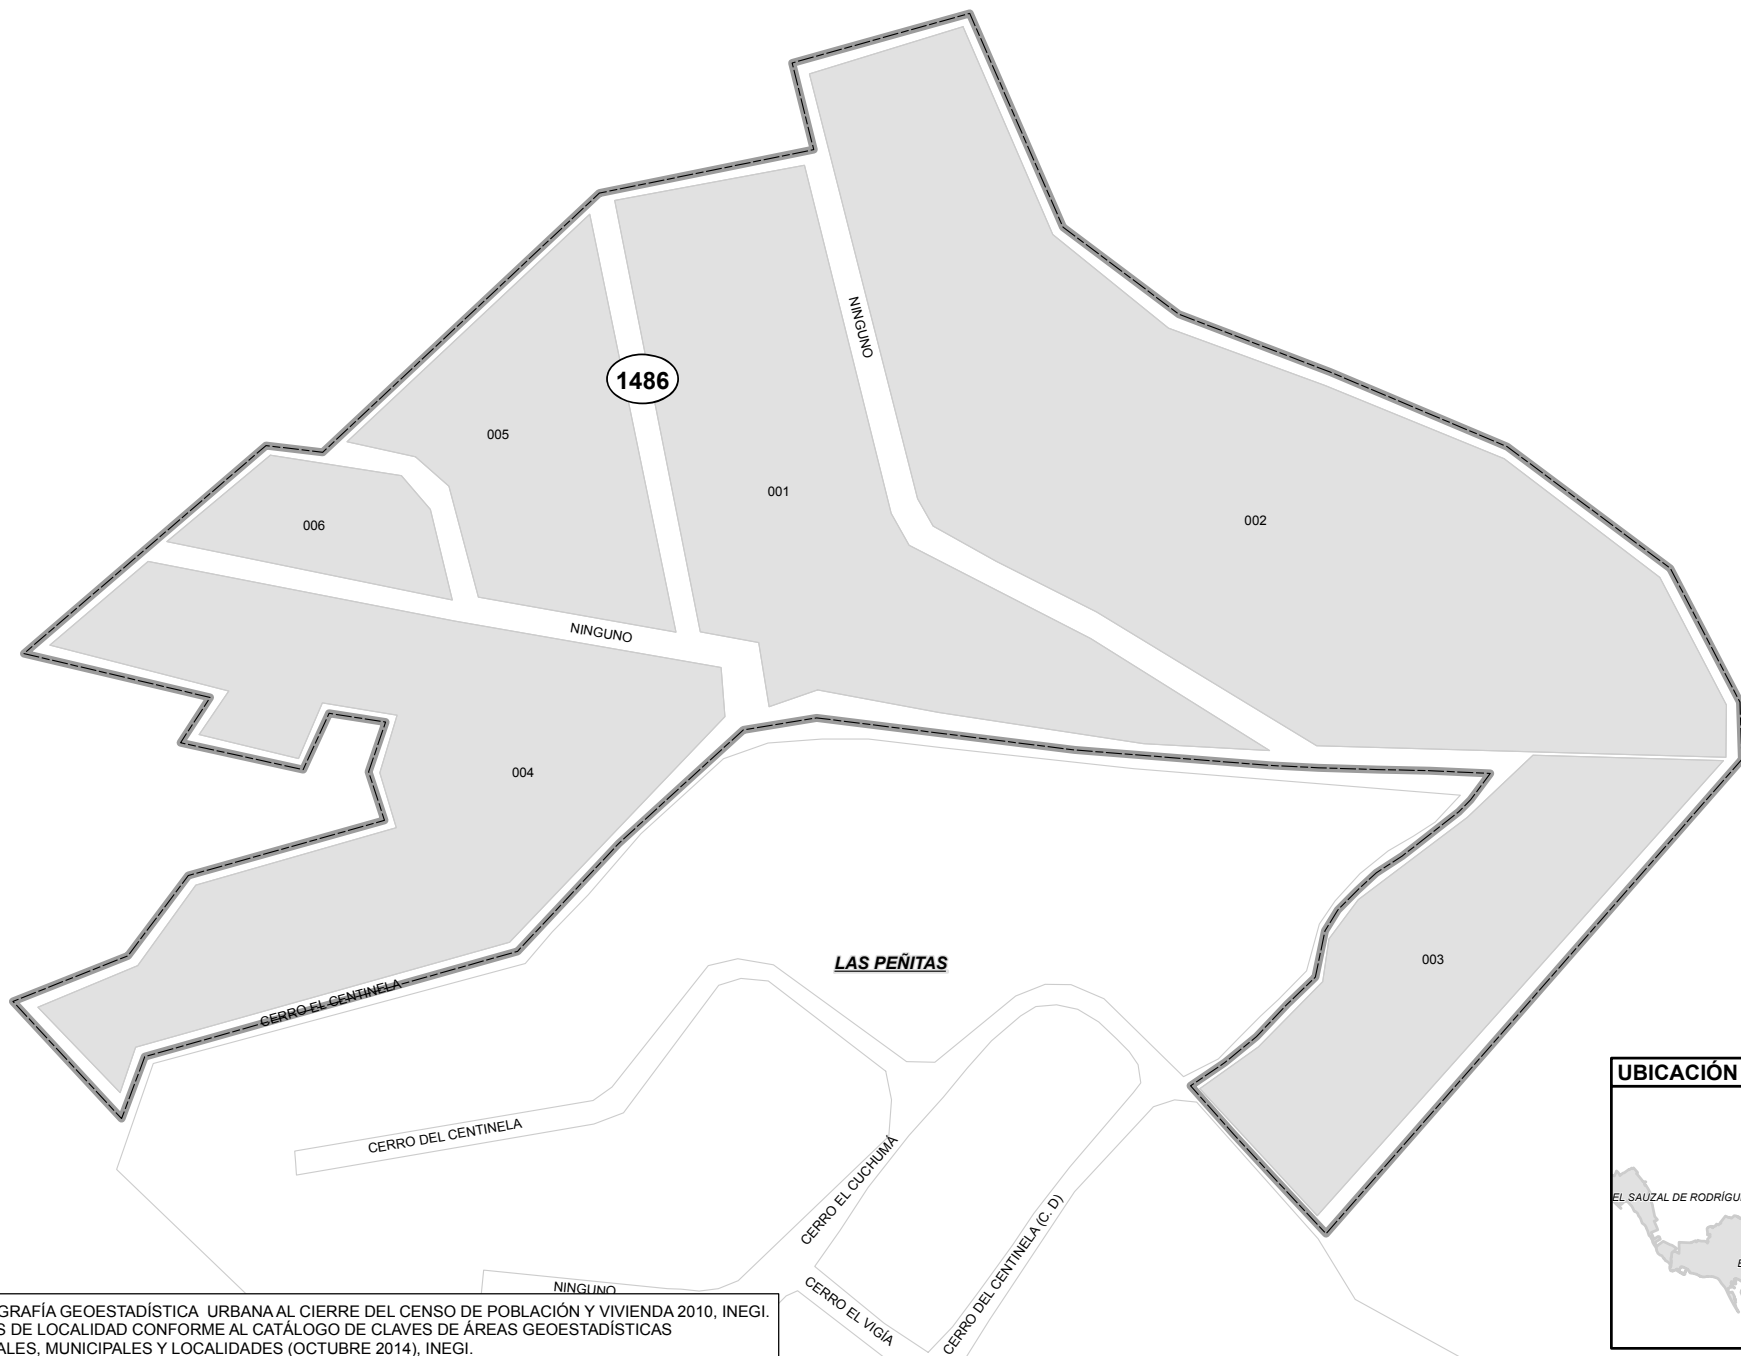 NINGUNO
1486
005
001
002
006
NINGUNO
004
LAS PEÑITAS
003
CERRO EL CENTINELA
UBICACIÓN
CERRO DEL CENTINELA
CERRO EL CUCHUMÁ
EL SAUZAL DE RODRÍGU
CERRO DEL CENTINELA (C. D)
NINGUNO
CERRO EL VIGÍA
GRAFÍA GEOESTADÍSTICA URBANA AL CIERRE DEL CENSO DE POBLACIÓN Y VIVIENDA 2010, INEGI.
S DE LOCALIDAD CONFORME AL CATÁLOGO DE CLAVES DE ÁREAS GEOESTADÍSTICAS
ALES, MUNICIPALES Y LOCALIDADES (OCTUBRE 2014), INEGI.